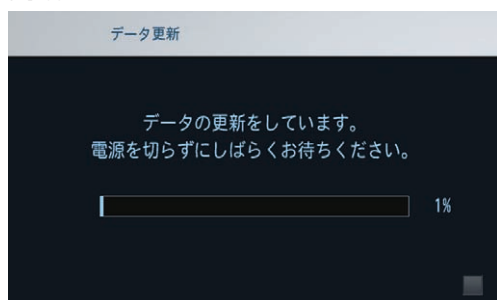 データ更新
データの更新をしています。
電源を切らずにしばらくお待ちください。
1%